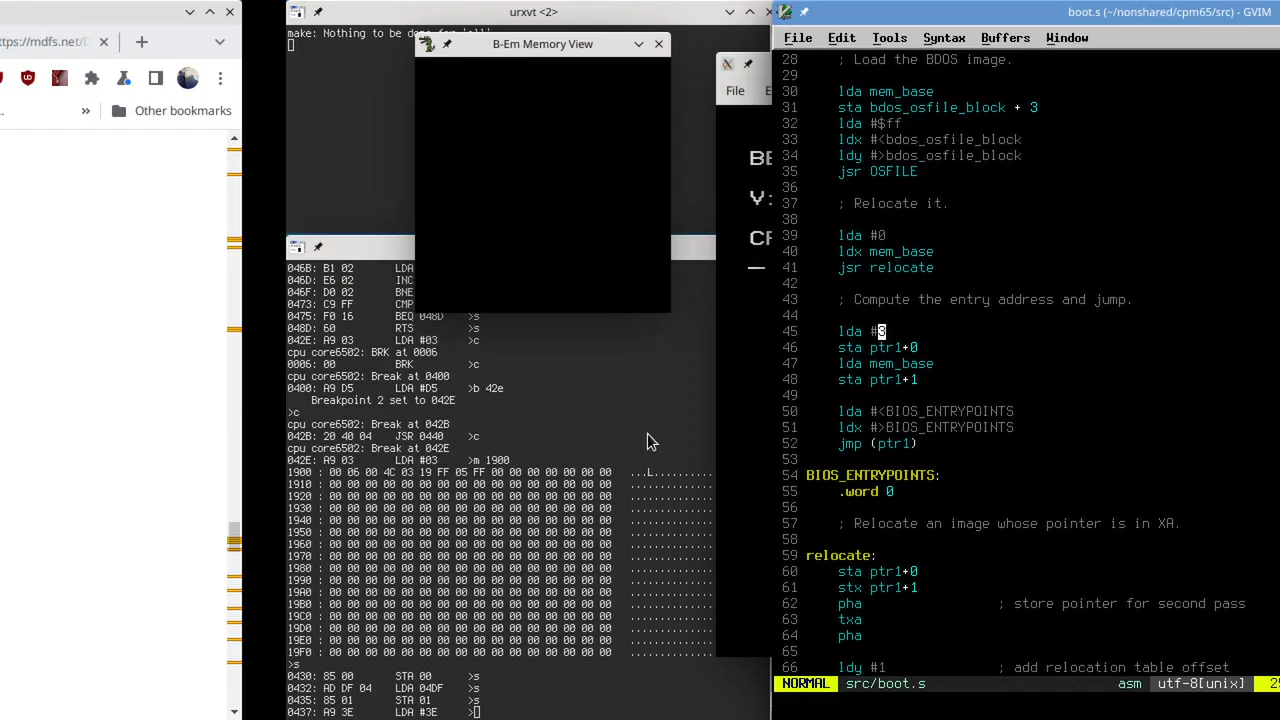 ttps://mdfs.net/D
Other bookmarks
urxvt <2>
make: Nothing to be do
B-Em Memory View
File
BE
Y:
CP
046B: B1 02 LDA
046D: E6 02 INC
046F: D0 02 BNE
0473: C9 FF CMP
0475: F0 16 BEQ 048D >s
048D: 60 RTS >s
042E: A9 03 LDA #03 >c
cpu core6502: BRK at 0006
0006: 00 BRK >c
cpu core6502: Break at 0400
0400: A9 D5 LDA #D5 >b 42e
Breakpoint 2 set to 042E
>c
cpu core6502: Break at 042B
042B: 20 40 04 JSR 0440 >c
cpu core6502: Break at 042E
042E: A9 03 LDA #03 >m 1900
1900 : 00 06 00 4C 03 19 FF 05 FF 00 00 00 00 00 00 00 ...L...........
1910 : 00 00 00 00 00 00 00 00 00 00 00 00 00 00 00 00 ...............
1920 : 00 00 00 00 00 00 00 00 00 00 00 00 00 00 00 00 ...............
1930 : 00 00 00 00 00 00 00 00 00 00 00 00 00 00 00 00 ...............
1940 : 00 00 00 00 00 00 00 00 00 00 00 00 00 00 00 00 ...............
1950 : 00 00 00 00 00 00 00 00 00 00 00 00 00 00 00 00 ...............
1960 : 00 00 00 00 00 00 00 00 00 00 00 00 00 00 00 00 ...............
1970 : 00 00 00 00 00 00 00 00 00 00 00 00 00 00 00 00 ...............
1980 : 00 00 00 00 00 00 00 00 00 00 00 00 00 00 00 00 ...............
1990 : 00 00 00 00 00 00 00 00 00 00 00 00 00 00 00 00 ...............
19A0 : 00 00 00 00 00 00 00 00 00 00 00 00 00 00 00 00 ...............
19B0 : 00 00 00 00 00 00 00 00 00 00 00 00 00 00 00 00 ...............
19C0 : 00 00 00 00 00 00 00 00 00 00 00 00 00 00 00 00 ...............
19D0 : 00 00 00 00 00 00 00 00 00 00 00 00 00 00 00 00 ...............
19E0 : 00 00 00 00 00 00 00 00 00 00 00 00 00 00 00 00 ...............
19F0 : 00 00 00 00 00 00 00 00 00 00 00 00 00 00 00 00 ...............
>s
0430: 85 00 STA 00 >s
0432: AD DF 04 LDA 04DF >s
0435: 85 01 STA 01 >s
0437: A9 3E LDA #3E >
boot.s (~/nonshared/cpm65/src) - GVIM
File Edit Tools Syntax Buffers Window
28 ; Load the BDOS image.
29
30 lda mem_base
31 sta bdos_osfile_block + 3
32 lda #$ff
33 ldx #<bdos_osfile_block
34 ldy #>bdos_osfile_block
35 jsr OSFILE
36
37 ; Relocate it.
38
39 lda #0
40 ldx mem_base
41 jsr relocate
42
43 ; Compute the entry address and jump.
44
45 lda #3
46 sta ptr1+0
47 lda mem_base
48 sta ptr1+1
49
50 lda #<BIOS_ENTRYPOINTS
51 ldx #>BIOS_ENTRYPOINTS
52 jmp (ptr1)
53
54 BIOS_ENTRYPOINTS:
55 .word 0
56
57 ; Relocate an image whose pointer is in XA.
58
59 relocate:
60 sta ptr1+0
61 stx ptr1+1
62 pha ; store pointer for second pass
63 txa
64 pha
65
66 ldy #1 ; add relocation table offset
NORMAL src/boot.s asm utf-8[unix]